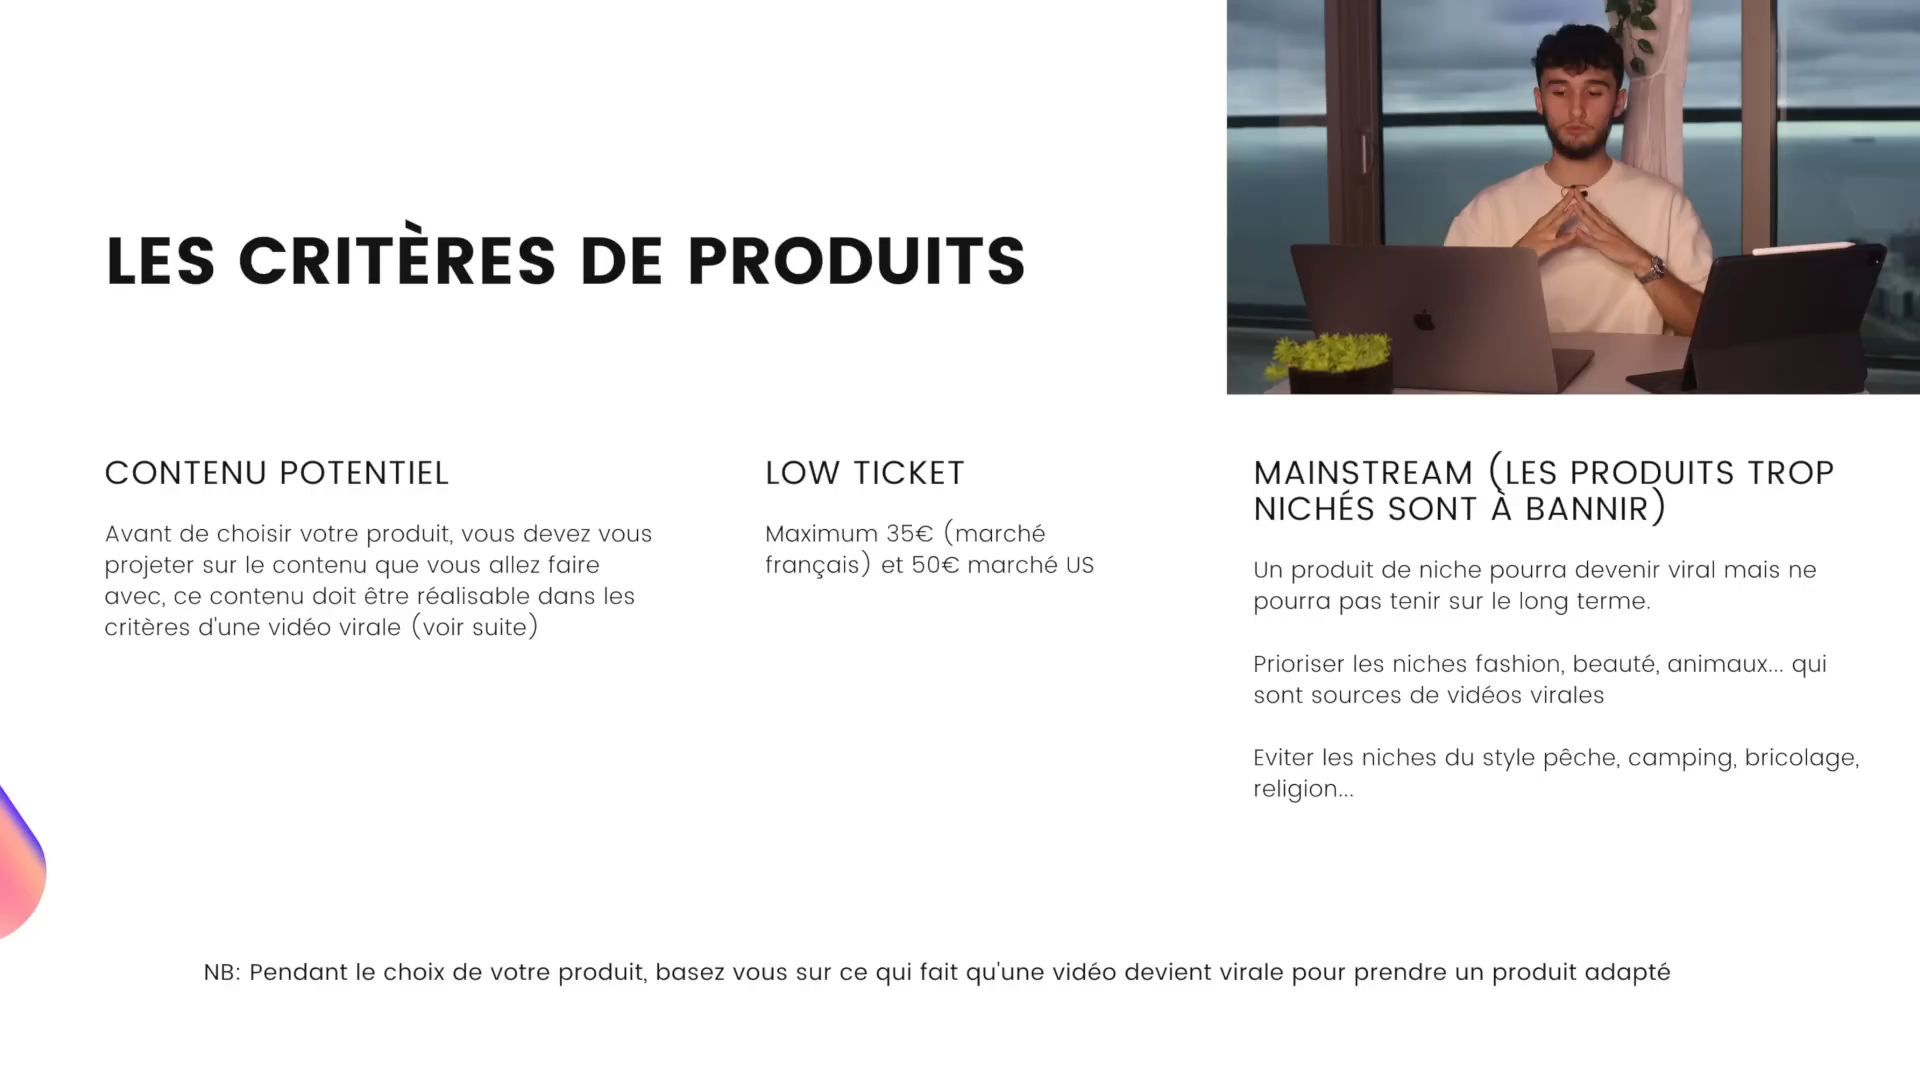 LES CRITÈRES DE PRODUITS
CONTENU POTENTIEL
Avant de choisir votre produit, vous devez vous
projeter sur le contenu que vous allez faire
avec, ce contenu doit être réalisable dans les
critères d'une vidéo virale (voir suite)
LOW TICKET
Maximum 35€ (marché
français) et 50€ marché US
MAINSTREAM (LES PRODUITS TROP
NICHÉS SONT À BANNIR)
Un produit de niche pourra devenir viral mais ne
pourra pas tenir sur le long terme.
Prioriser les niches fashion, beauté, animaux... qui
sont sources de vidéos virales
Eviter les niches du style pêche, camping, bricolage,
religion...
NB: Pendant le choix de votre produit, basez vous sur ce qui fait qu'une vidéo devient virale pour prendre un produit adapté